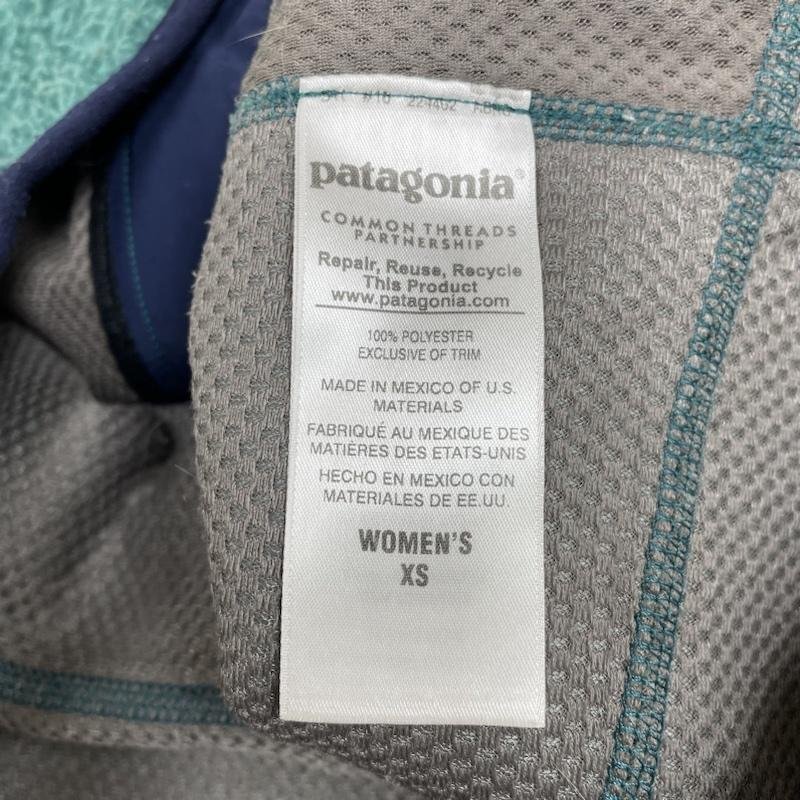 #10 224402
patagonia®
COMMON THREADS
PARTNERSHIP
Repair, Reuse, Recycle
This Product
www.patagonia.com
100% POLYESTER
EXCLUSIVE OF TRIM
MADE IN MEXICO OF U.S.
MATERIALS
FABRIQUÉ AU MEXIQUE DES
MATIÈRES DES ETATS-UNIS
HECHO EN MEXICO CON
MATERIALES DE EE.UU.
WOMEN'S
XS